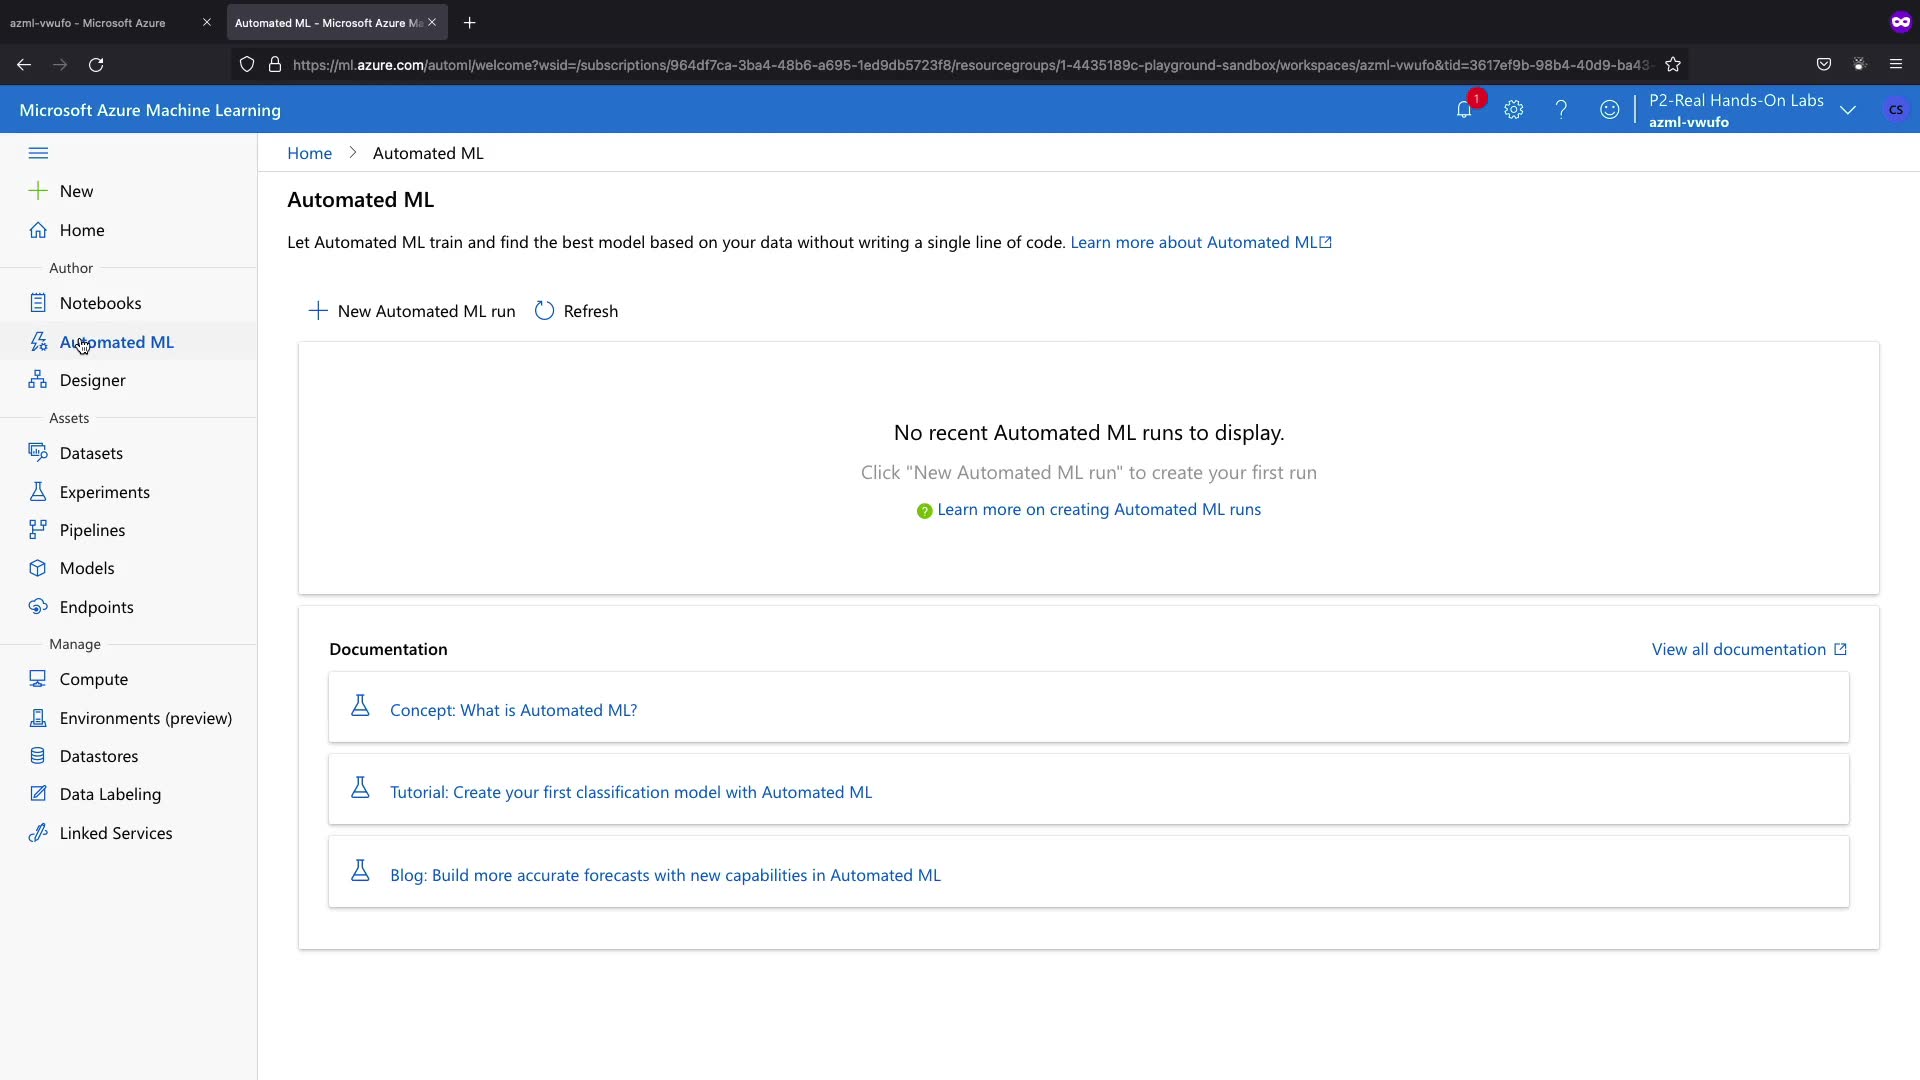 azml-vwufo - Microsoft Azure
Automated ML - Microsoft Azure Ma
https://ml.azure.com/automl/welcome?wsid=/subscriptions/964df7ca-3ba4-48b6-a695-1ed9db5723f8/resourcegroups/1-4435189c-playground-sandbox/workspaces/azml-vwufo&tid=3617ef9b-98b4-40d9-ba43-
Microsoft Azure Machine Learning
1
P2-Real Hands-On Labs
azml-vwufo
CS
Home > Automated ML
New
Home
Author
Notebooks
Automated ML
Designer
Assets
Datasets
Experiments
Pipelines
Models
Endpoints
Manage
Compute
Environments (preview)
Datastores
Data Labeling
Linked Services
Automated ML
Let Automated ML train and find the best model based on your data without writing a single line of code. Learn more about Automated ML
New Automated ML run
Refresh
No recent Automated ML runs to display.
Click "New Automated ML run" to create your first run
Learn more on creating Automated ML runs
Documentation
View all documentation
Concept: What is Automated ML?
Tutorial: Create your first classification model with Automated ML
Blog: Build more accurate forecasts with new capabilities in Automated ML